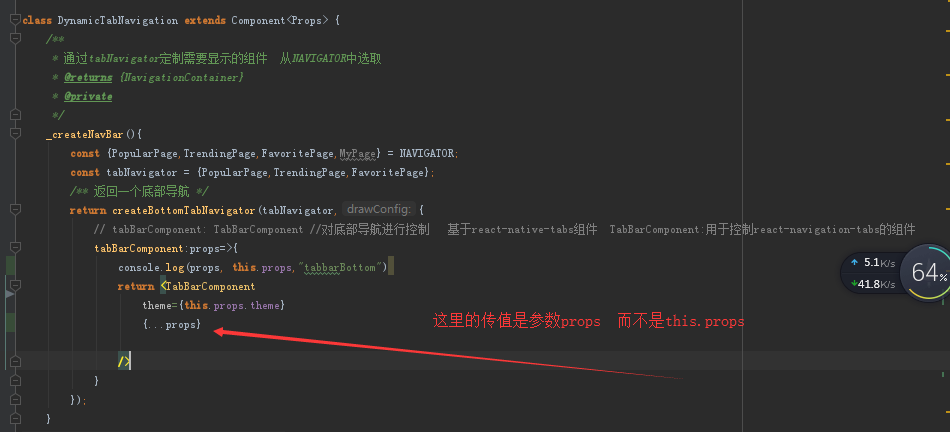 class DynamicTabNavigation extends Component<Props> {
/**
* 通过tabNavigator定制需要显示的组件  从NAVIGATOR中选取
* @returns {NavigationContainer}
* @private
*/
_createNavBar(){
const {PopularPage,TrendingPage,FavoritePage,MyPage} = NAVIGATOR;
const tabNavigator = {PopularPage,TrendingPage,FavoritePage};
/** 返回一个底部导航 */
return createBottomTabNavigator(tabNavigator, drawConfig: {
// tabBarComponent: TabBarComponent //对底部导航进行控制   基于react-native-tabs组件  TabBarComponent:用于控制react-navigation-tabs的组件
tabBarComponent:props=>{
console.log(props, this.props,"tabbarBottom")
return <TabBarComponent
theme={this.props.theme}
{...props}
这里的传值是参数props  而不是this.props
/>
}
});
}
5.1K/s
41.8K/s
64%